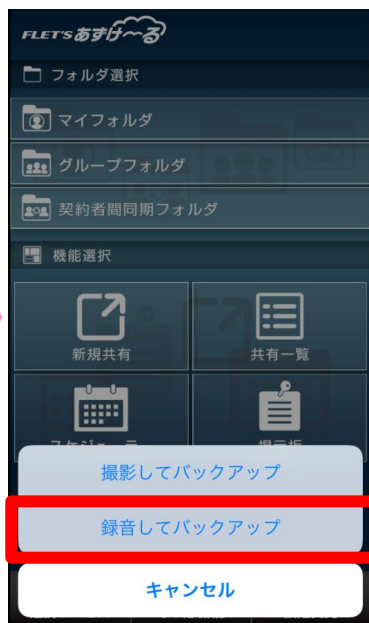 FLET'S あずけ〜る
フォルダ選択
マイフォルダ
グループフォルダ
契約者間同期フォルダ
機能選択
新規共有
共有一覧
撮影してバックアップ
録音してバックアップ
キャンセル